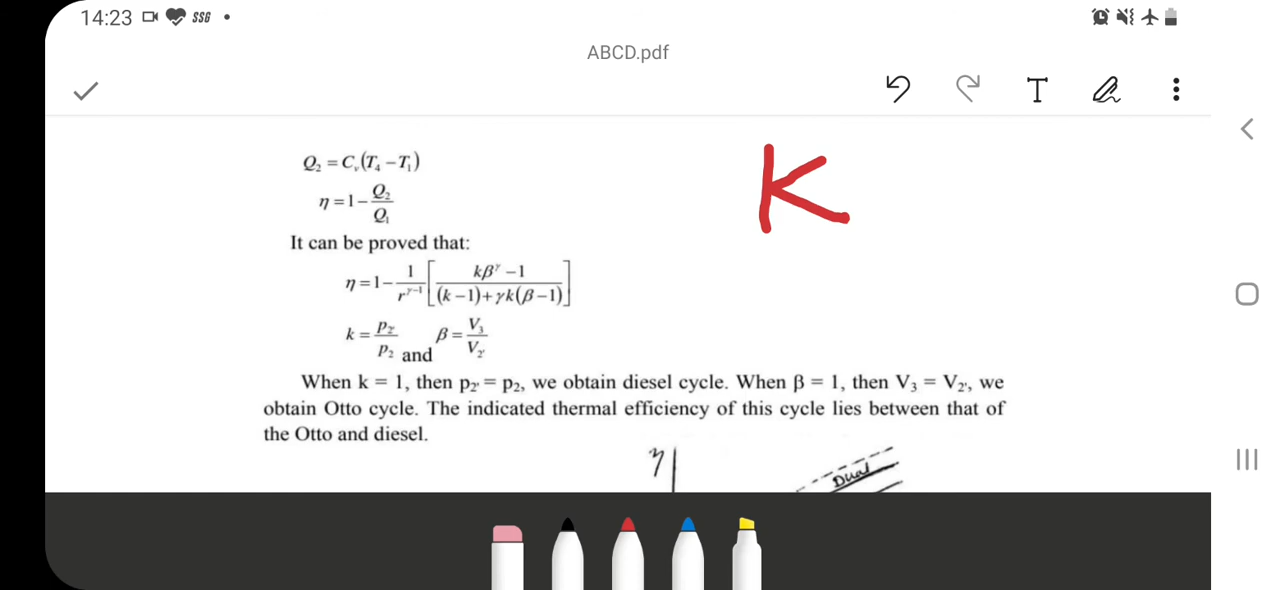 14:23 SSG
ABCD.pdf
T
K
Q₂ = Cᵥ(T₄ − T₁)
η = 1 − Q₂/Q₁
It can be proved that:
η = 1 − 1/r^(γ−1) [ (kβ^γ − 1) / ((k − 1) + γk(β − 1)) ]
k = p₂'/p₂ and β = V₃/V₂'
When k = 1, then p₂' = p₂, we obtain diesel cycle. When β = 1, then V₃ = V₂', we
obtain Otto cycle. The indicated thermal efficiency of this cycle lies between that of
the Otto and diesel.
η
Dual